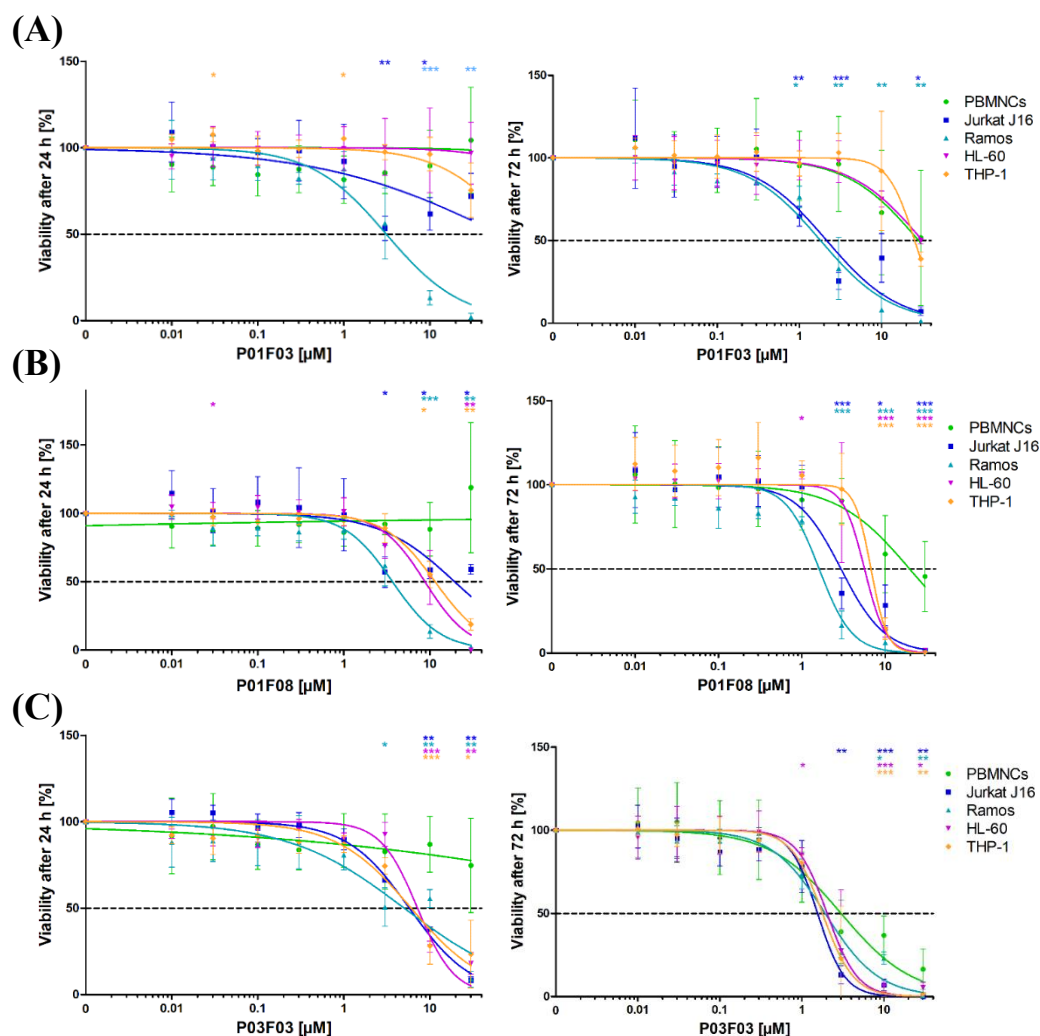 (A)
Viability after 24 h [%]
150
100
50
0
0
0.01
0.1
1
10
P01F03 [µM]
* * ** * *** **
Viability after 72 h [%]
150
100
50
0
0
0.01
0.1
1
10
P01F03 [µM]
** * *** ** ** * **
PBMNCs
Jurkat J16
Ramos
HL-60
THP-1
(B)
Viability after 24 h [%]
150
100
50
0
0
0.01
0.1
1
10
P01F08 [µM]
* * * *** * * ** ** **
Viability after 72 h [%]
150
100
50
0
0
0.01
0.1
1
10
P01F08 [µM]
* *** *** * *** *** *** *** *** *** ***
PBMNCs
Jurkat J16
Ramos
HL-60
THP-1
(C)
Viability after 24 h [%]
150
100
50
0
0
0.01
0.1
1
10
P03F03 [µM]
* ** ** *** *** ** ** ** *
Viability after 72 h [%]
150
100
50
0
0
0.01
0.1
1
10
P03F03 [µM]
* ** *** * *** *** ** ** * **
PBMNCs
Jurkat J16
Ramos
HL-60
THP-1